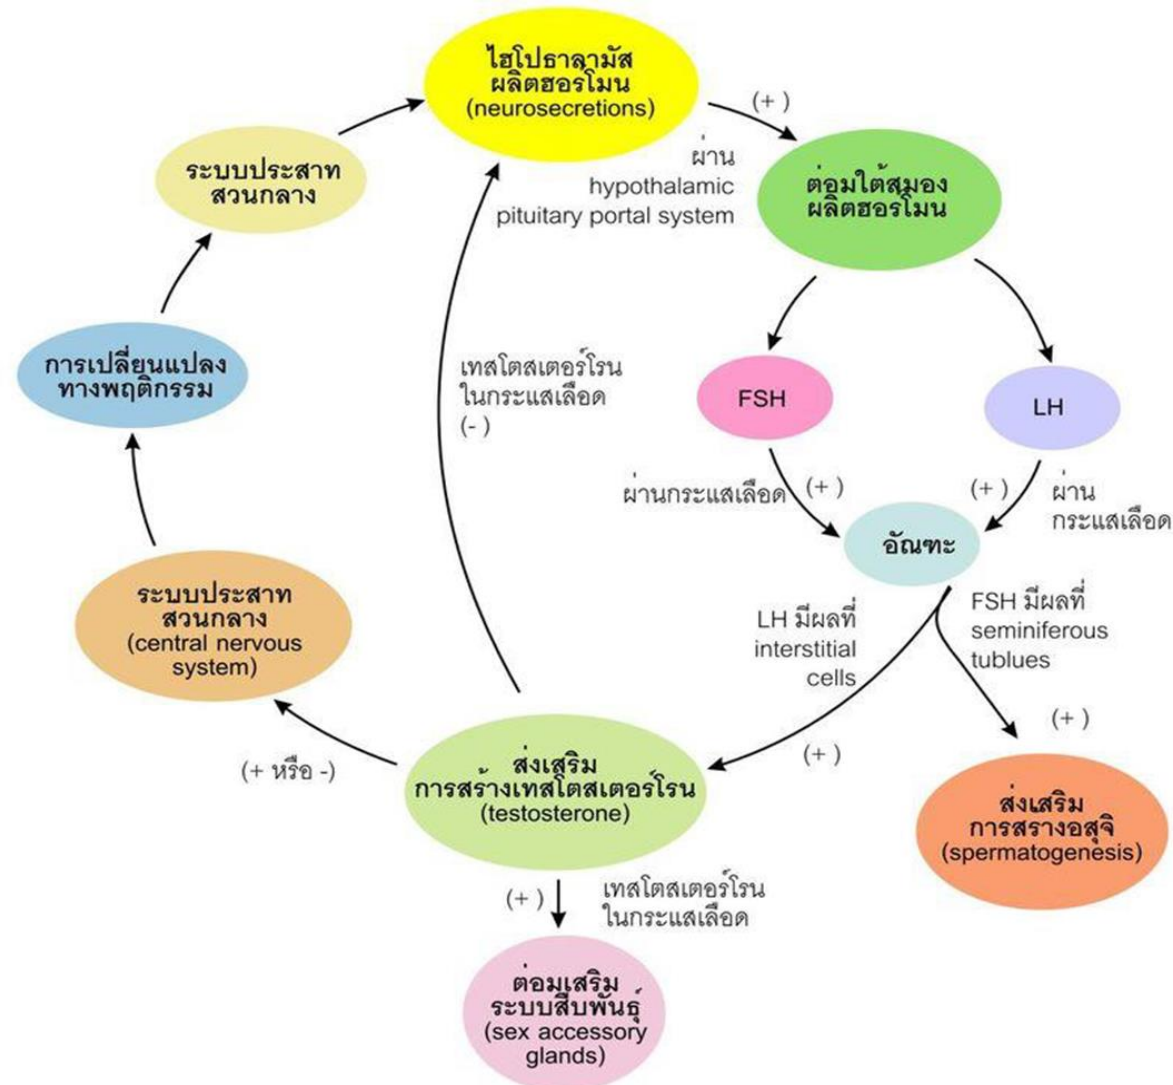 ไฮโปธาลามัส
ผลิตฮอร์โมน
(neurosecretions)
(+ )
ผ่าน
hypothalamic
pituitary portal system
ต่อมใต้สมอง
ผลิตฮอร์โมน
ระบบประสาท
สวนกลาง
การเปลี่ยนแปลง
ทางพฤติกรรม
เทสโตสเตอร์โรน
ในกระแสเลือด
(- )
FSH
LH
ผ่านกระแสเลือด
(+ )
(+ )
ผ่าน
กระแสเลือด
อัณฑะ
ระบบประสาท
สวนกลาง
(central nervous
system)
LH มีผลที่
interstitial
cells
FSH มีผลที่
seminiferous
tublues
(+ )
(+ )
(+ หรือ -)
ส่งเสริม
การสร้างเทสโตสเตอร์โรน
(testosterone)
ส่งเสริม
การสรางอสุจิ
(spermatogenesis)
(+ )
เทสโตสเตอร์โรน
ในกระแสเลือด
ต่อมเสริม
ระบบสืบพันธุ์
(sex accessory
glands)